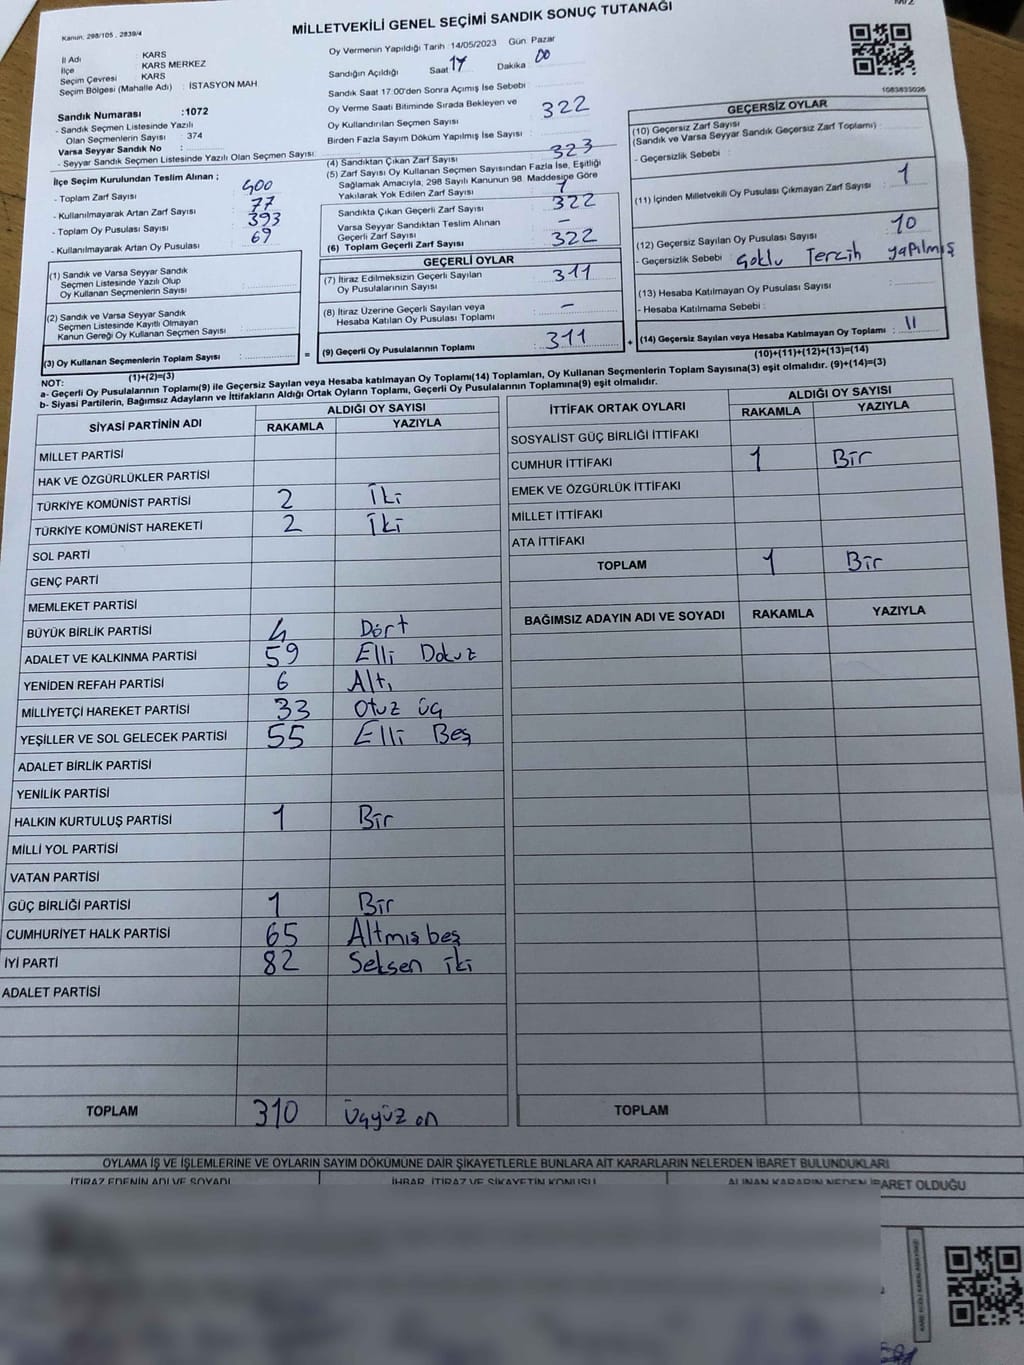 MİLLETVEKİLİ GENEL SEÇİMİ SANDIK SONUÇ TUTANAĞI
Kanun. 298/105 , 2839/4
İl Adı : KARS
İlçe : KARS MERKEZ
Seçim Çevresi : KARS
Seçim Bölgesi (Mahalle Adı) : İSTASYON MAH
Sandık Numarası :1072
- Sandık Seçmen Listesinde Yazılı
Olan Seçmenlerin Sayısı : 374
Varsa Seyyar Sandık No :
- Seyyar Sandık Seçmen Listesinde Yazılı Olan Seçmen Sayısı:
Oy Vermenin Yapıldığı Tarih :14/05/2023 Gün: Pazar
Sandığın Açıldığı Saat 17 Dakika 00
Sandık Saat 17:00'den Sonra Açımış İse Sebebi
Oy Verme Saati Bitiminde Sırada Bekleyen ve
Oy Kullandırılan Seçmen Sayısı 322
Birden Fazla Sayım Döküm Yapılmış İse Sayısı :
1083833026
İlçe Seçim Kurulundan Teslim Alınan ;
- Toplam Zarf Sayısı : 400
- Kullanılmayarak Artan Zarf Sayısı : 77
- Toplam Oy Pusulası Sayısı : 393
- Kullanılmayarak Artan Oy Pusulası : 69
(4) Sandıktan Çıkan Zarf Sayısı : 323
(5) Zarf Sayısı Oy Kullanan Seçmen Sayısından Fazla İse, Eşitliği
Sağlamak Amacıyla, 298 Sayılı Kanunun 98. Maddesine Göre
Yakılarak Yok Edilen Zarf Sayısı : 1
Sandıkta Çıkan Geçerli Zarf Sayısı : 322
Varsa Seyyar Sandıktan Teslim Alınan
Geçerli Zarf Sayısı : –
(6) Toplam Geçerli Zarf Sayısı : 322
GEÇERLİ OYLAR
(7) İtiraz Edilmeksizin Geçerli Sayılan
Oy Pusulalarının Sayısı : 311
(8) İtiraz Üzerine Geçerli Sayılan veya
Hesaba Katılan Oy Pusulası Toplamı : –
(9) Geçerli Oy Pusulalarının Toplamı : 311
(1) Sandık ve Varsa Seyyar Sandık
Seçmen Listesinde Yazılı Olup
Oy Kullanan Seçmenlerin Sayısı :
(2) Sandık ve Varsa Seyyar Sandık
Seçmen Listesinde Kayıtlı Olmayan
Kanun Gereği Oy Kullanan Seçmen Sayısı :
(3) Oy Kullanan Seçmenlerin Toplam Sayısı : =
(1)+(2)=(3)
GEÇERSİZ OYLAR
(10) Geçersiz Zarf Sayısı
(Sandık ve Varsa Seyyar Sandık Geçersiz Zarf Toplamı) :
- Geçersizlik Sebebi :
(11) İçinden Milletvekili Oy Pusulası Çıkmayan Zarf Sayısı : 1
(12) Geçersiz Sayılan Oy Pusulası Sayısı : 10
- Geçersizlik Sebebi : Çoklu Tercih yapılmış
(13) Hesaba Katılmayan Oy Pusulası Sayısı :
- Hesaba Katılmama Sebebi :
+ (14) Geçersiz Sayılan veya Hesaba Katılmayan Oy Toplamı : 11
(10)+(11)+(12)+(13)=(14)
NOT:
a- Geçerli Oy Pusulalarının Toplamı(9) ile Geçersiz Sayılan veya Hesaba katılmayan Oy Toplamı(14) Toplamları, Oy Kullanan Seçmenlerin Toplam Sayısına(3) eşit olmalıdır. (9)+(14)=(3)
b- Siyasi Partilerin, Bağımsız Adayların ve İttifakların Aldığı Ortak Oyların Toplamı, Geçerli Oy Pusulalarının Toplamına(9) eşit olmalıdır.
SİYASİ PARTİNİN ADI
ALDIĞI OY SAYISI
RAKAMLA YAZIYLA
MİLLET PARTİSİ
HAK VE ÖZGÜRLÜKLER PARTİSİ
TÜRKİYE KOMÜNİST PARTİSİ 2 İki
TÜRKİYE KOMÜNİST HAREKETİ 2 İki
SOL PARTİ
GENÇ PARTİ
MEMLEKET PARTİSİ
BÜYÜK BİRLİK PARTİSİ 4 Dört
ADALET VE KALKINMA PARTİSİ 59 Elli Dokuz
YENİDEN REFAH PARTİSİ 6 Altı
MİLLİYETÇİ HAREKET PARTİSİ 33 Otuz üç
YEŞİLLER VE SOL GELECEK PARTİSİ 55 Elli Beş
ADALET BİRLİK PARTİSİ
YENİLİK PARTİSİ
HALKIN KURTULUŞ PARTİSİ 1 Bir
MİLLİ YOL PARTİSİ
VATAN PARTİSİ
GÜÇ BİRLİĞİ PARTİSİ 1 Bir
CUMHURİYET HALK PARTİSİ 65 Altmışbeş
İYİ PARTİ 82 Seksen iki
ADALET PARTİSİ
TOPLAM 310 Üçyüz on
İTTİFAK ORTAK OYLARI
ALDIĞI OY SAYISI
RAKAMLA YAZIYLA
SOSYALİST GÜÇ BİRLİĞİ İTTİFAKI
CUMHUR İTTİFAKI 1 Bir
EMEK VE ÖZGÜRLÜK İTTİFAKI
MİLLET İTTİFAKI
ATA İTTİFAKI
TOPLAM 1 Bir
BAĞIMSIZ ADAYIN ADI VE SOYADI RAKAMLA YAZIYLA
TOPLAM
OYLAMA İŞ VE İŞLEMLERİNE VE OYLARIN SAYIM DÖKÜMÜNE DAİR ŞİKAYETLERLE BUNLARA AİT KARARLARIN NELERDEN İBARET BULUNDUKLARI
İTİRAZ EDENİN ADI VE SOYADI İHBAR, İTİRAZ VE ŞİKAYETİN KONUSU ALINAN KARARIN NEDEN İBARET OLDUĞU